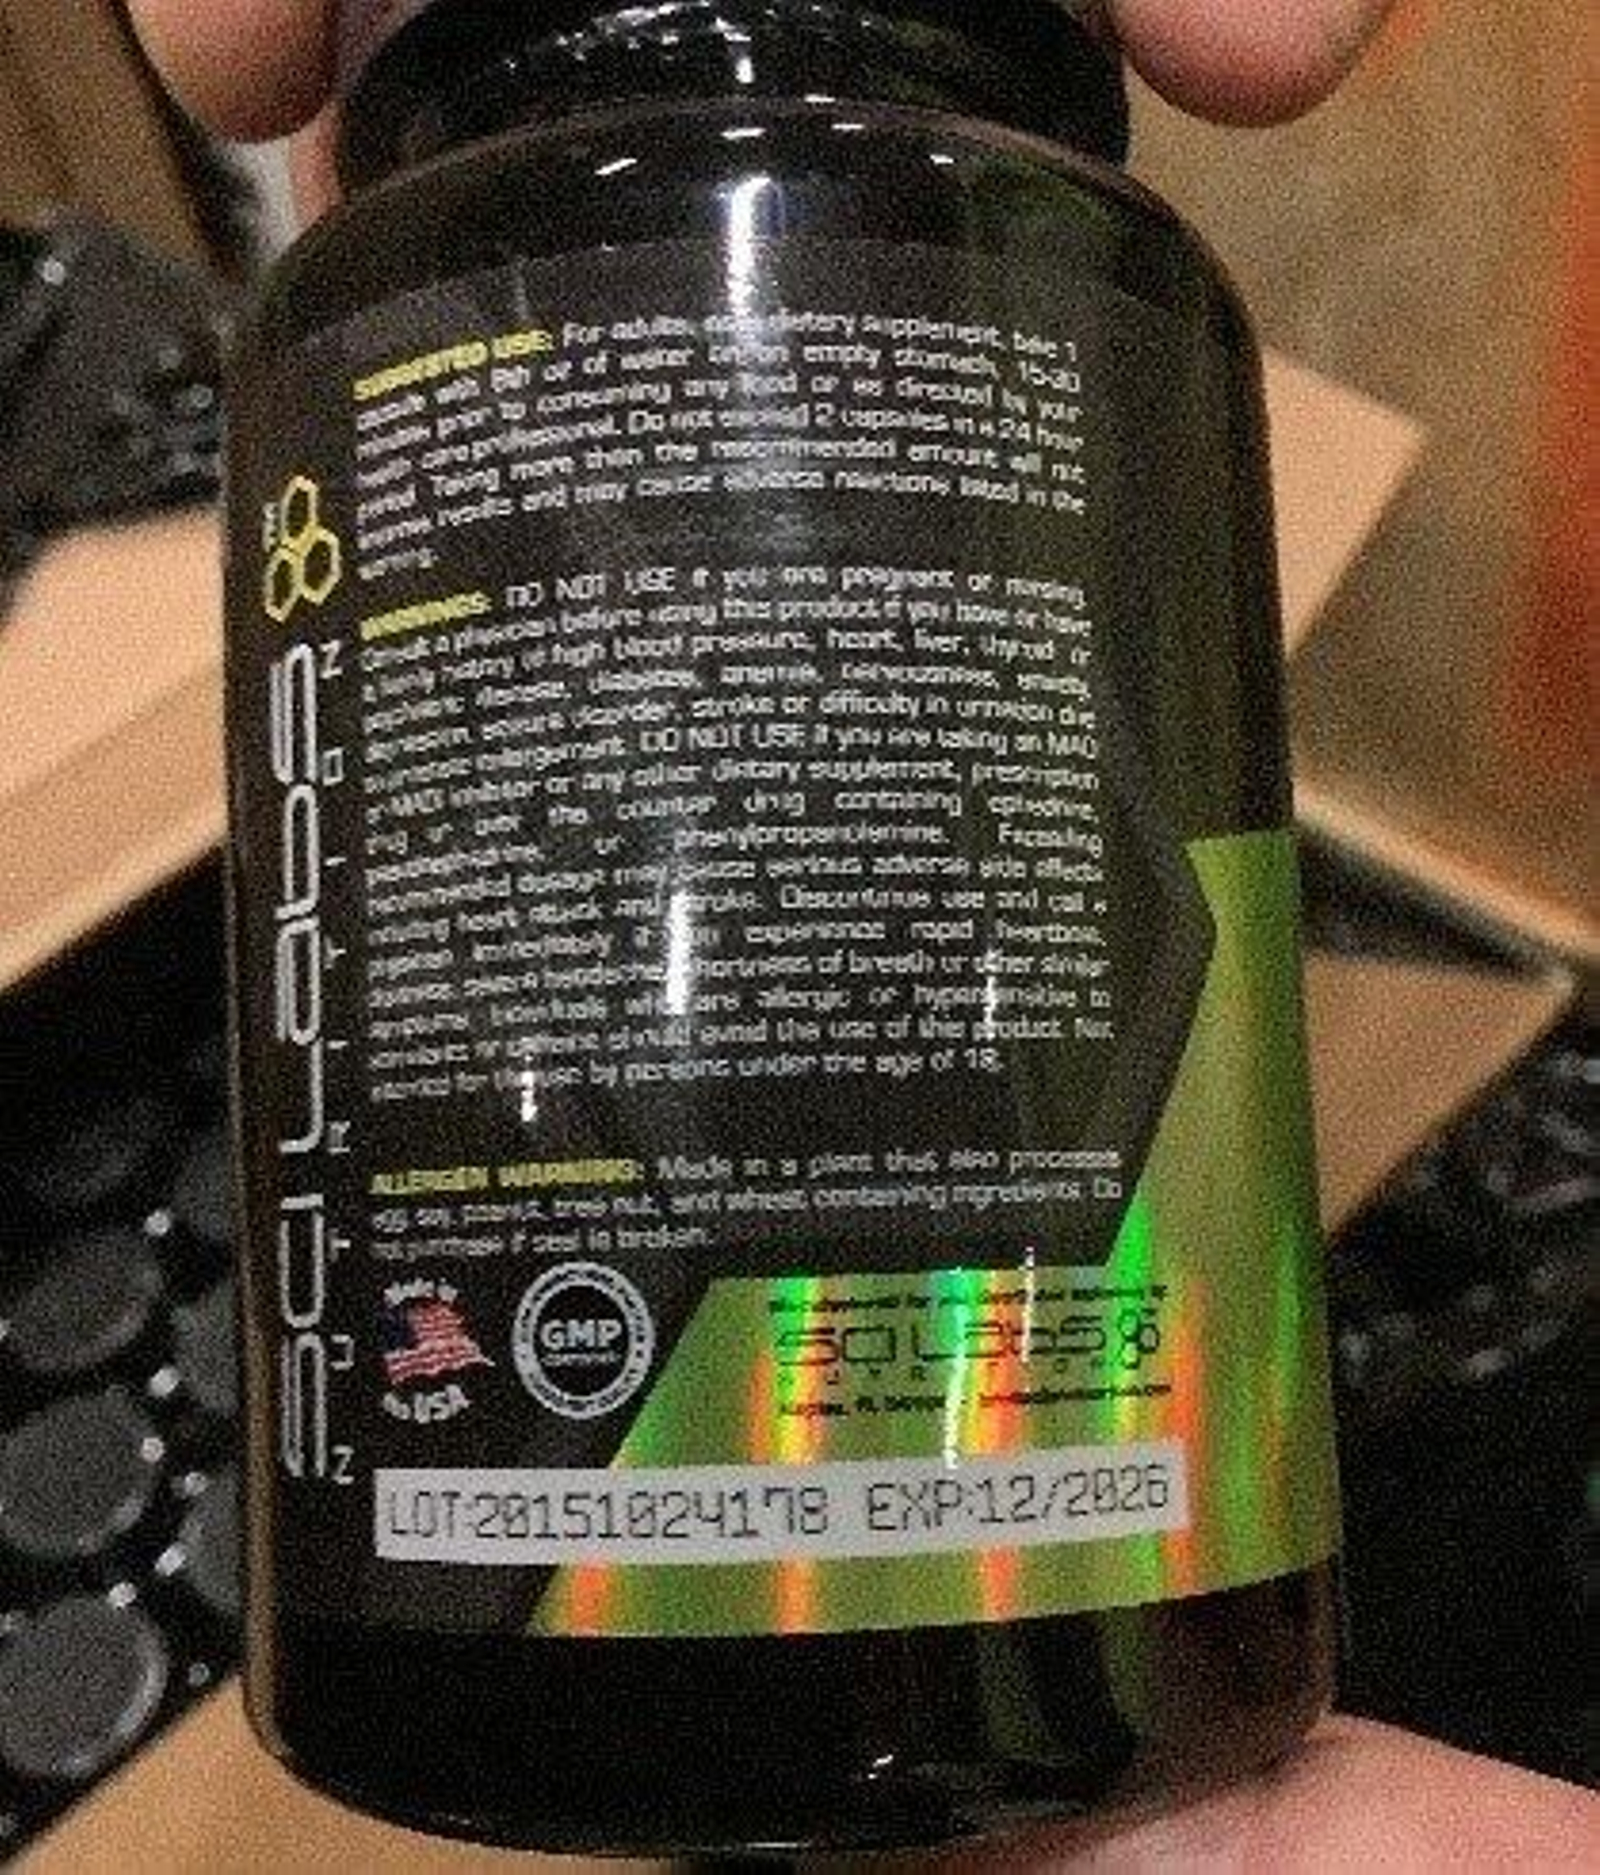 SUGGESTED USE: For adults, as a dietary supplement, take 1
capsule with 8oz of water on an empty stomach, 15-30
minutes prior to consuming any food or as directed by your
health care professional. Do not exceed 2 capsules in a 24 hour
period. Taking more than the recommended amount will not
improve results and may cause adverse reactions listed in the
warning.
WARNINGS: DO NOT USE if you are pregnant or nursing.
Consult a physician before using this product if you have or have
a family history of high blood pressure, heart, liver, thyroid or
psychiatric disease, diabetes, anemia, nervousness, anxiety,
depression, seizure disorder, stroke or difficulty in urination due
to prostate enlargement. DO NOT USE if you are taking an MAO
or MAO inhibitor or any other dietary supplement, prescription
drug or over the counter drug containing ephedrine,
pseudoephedrine, or phenylpropanolamine. Exceeding
recommended dosage may cause serious adverse side effects
including heart attack and stroke. Discontinue use and call a
physician immediately if you experience rapid heartbeat,
dizziness, severe headache, shortness of breath or other similar
symptoms. Individuals who are allergic or hypersensitive to
stimulants or caffeine should avoid the use of this product. Not
intended for the use by persons under the age of 18.
ALLERGEN WARNING: Made in a plant that also processes
egg, soy, peanut, tree nut, and wheat containing ingredients. Do
not purchase if seal is broken.
Made in
the USA
GMP
SQ LabS
NUTRITION
Manufactured for and distributed exclusively by
SQ LabS
LOT:20151024178 EXP:12/2026